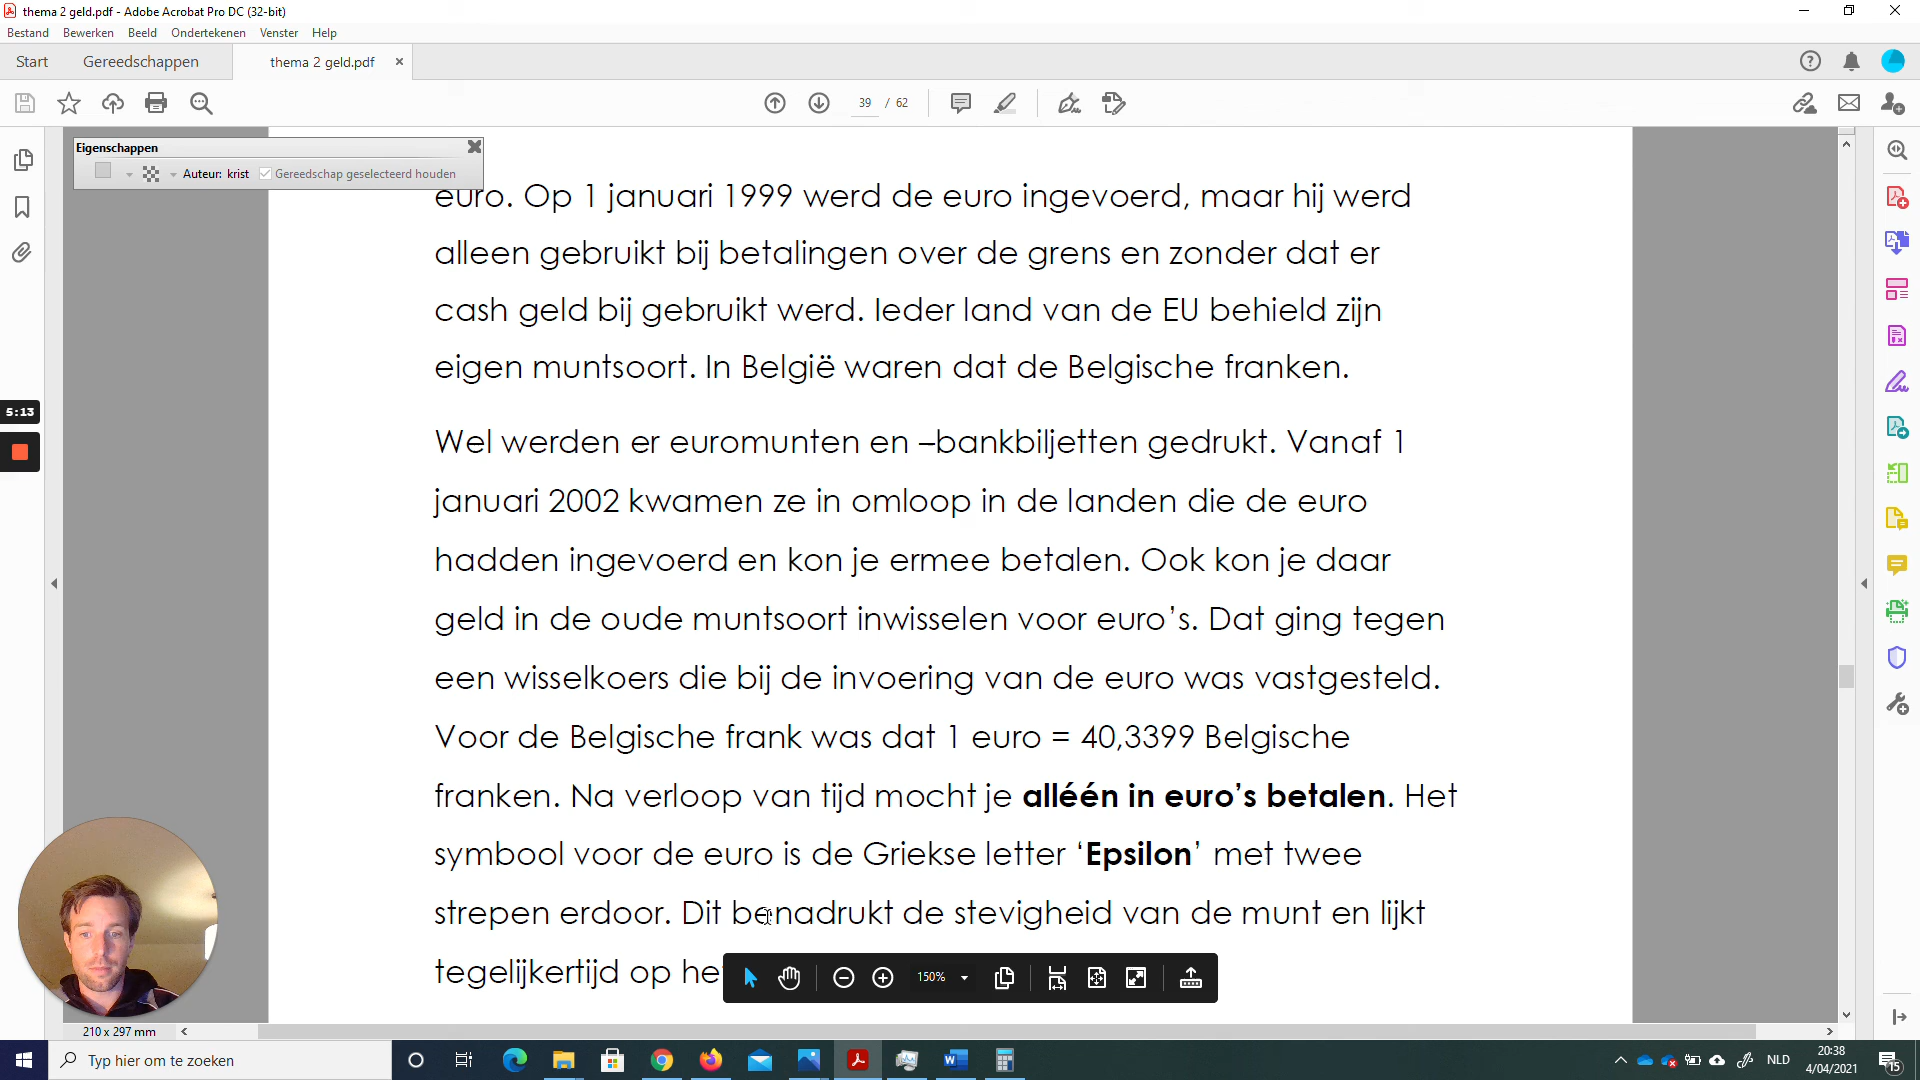 thema 2 geld.pdf - Adobe Acrobat Pro DC (32-bit)
Bestand Bewerken Beeld Ondertekenen Venster Help
Start Gereedschappen thema 2 geld.pdf ×
39 / 62
Eigenschappen
Auteur: krist Gereedschap geselecteerd houden
euro. Op 1 januari 1999 werd de euro ingevoerd, maar hij werd
alleen gebruikt bij betalingen over de grens en zonder dat er
cash geld bij gebruikt werd. Ieder land van de EU behield zijn
eigen muntsoort. In België waren dat de Belgische franken.
5:13
Wel werden er euromunten en –bankbiljetten gedrukt. Vanaf 1
januari 2002 kwamen ze in omloop in de landen die de euro
hadden ingevoerd en kon je ermee betalen. Ook kon je daar
geld in de oude muntsoort inwisselen voor euro’s. Dat ging tegen
een wisselkoers die bij de invoering van de euro was vastgesteld.
Voor de Belgische frank was dat 1 euro = 40,3399 Belgische
franken. Na verloop van tijd mocht je alléén in euro’s betalen. Het
symbool voor de euro is de Griekse letter ‘Epsilon’ met twee
strepen erdoor. Dit benadrukt de stevigheid van de munt en lijkt
tegelijkertijd op he
150%
210 x 297 mm
Typ hier om te zoeken
NLD
20:38
4/04/2021
15